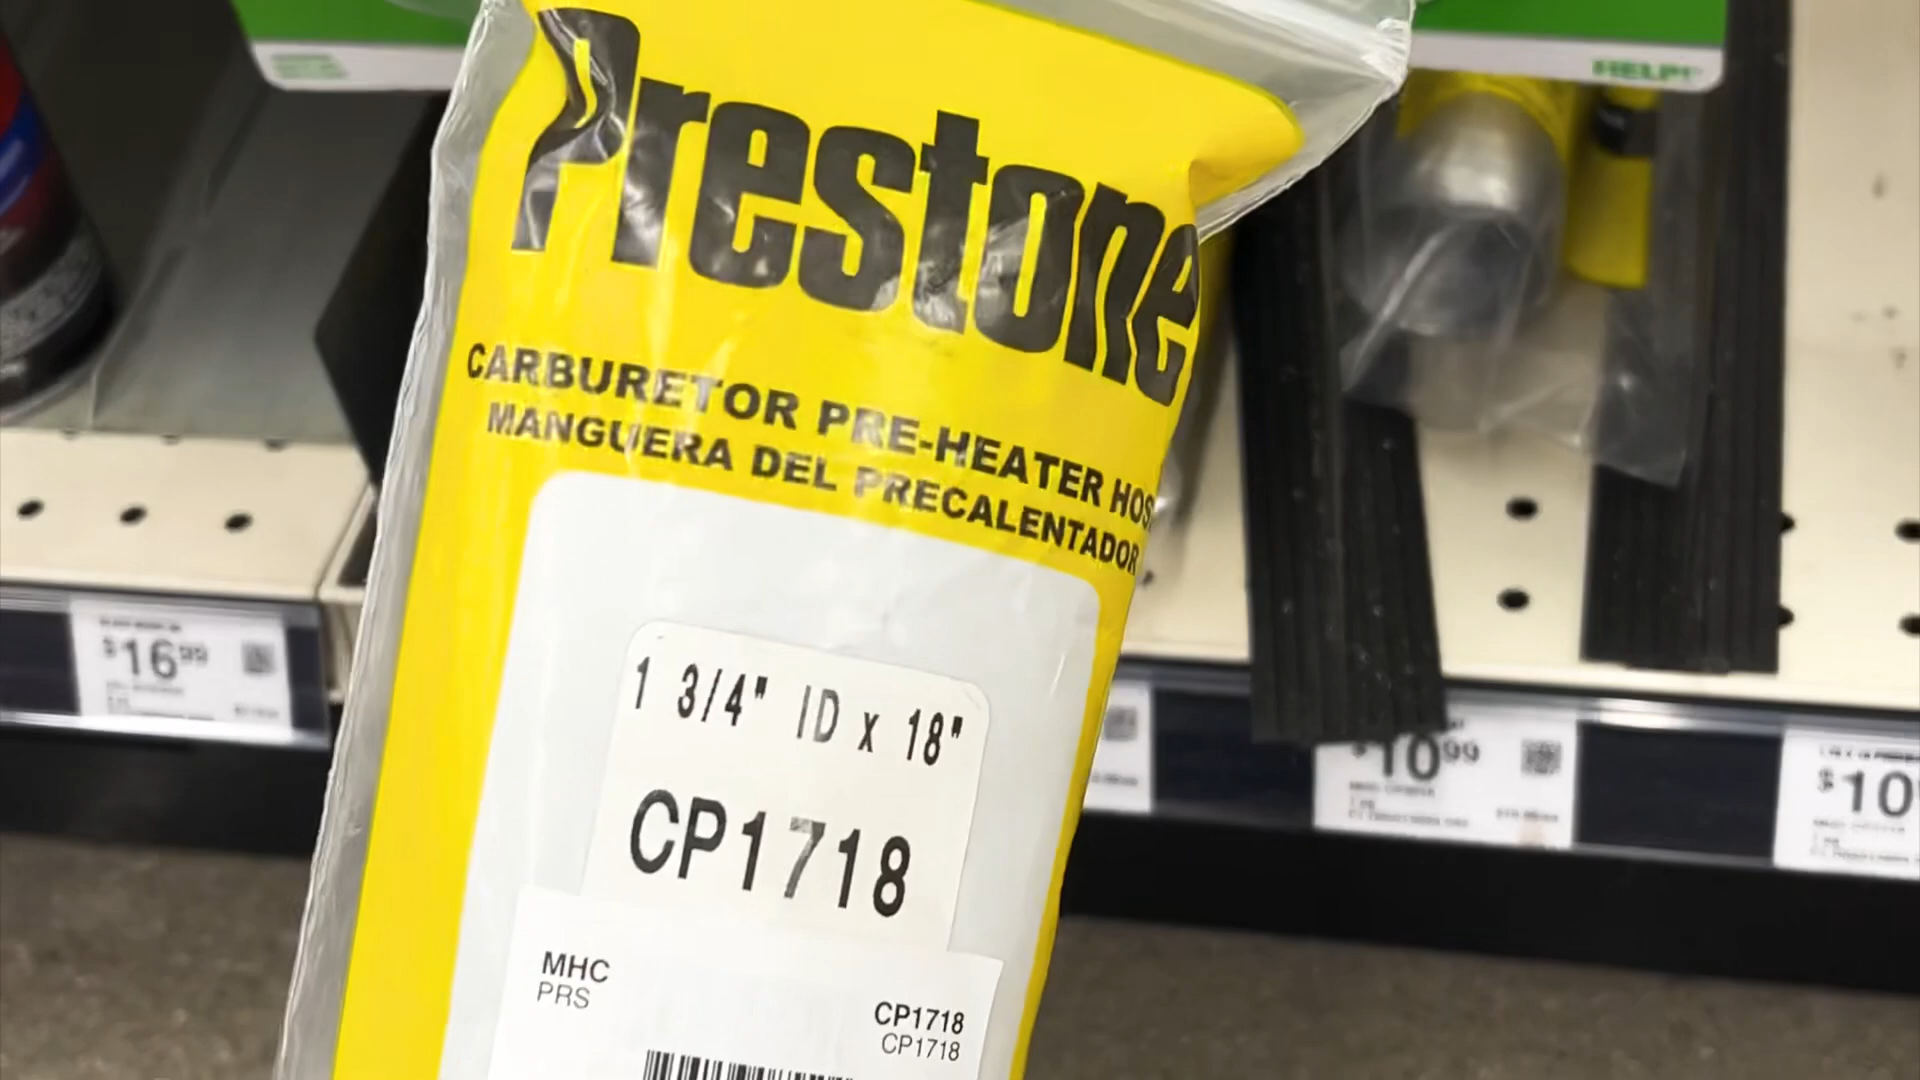 Prestone
CARBURETOR PRE-HEATER HOS
MANGUERA DEL PRECALENTADOR
1 3/4" ID x 18"
CP1718
MHC
PRS
CP1718
CP1718
HELP!
$16.99
$10.99
$10